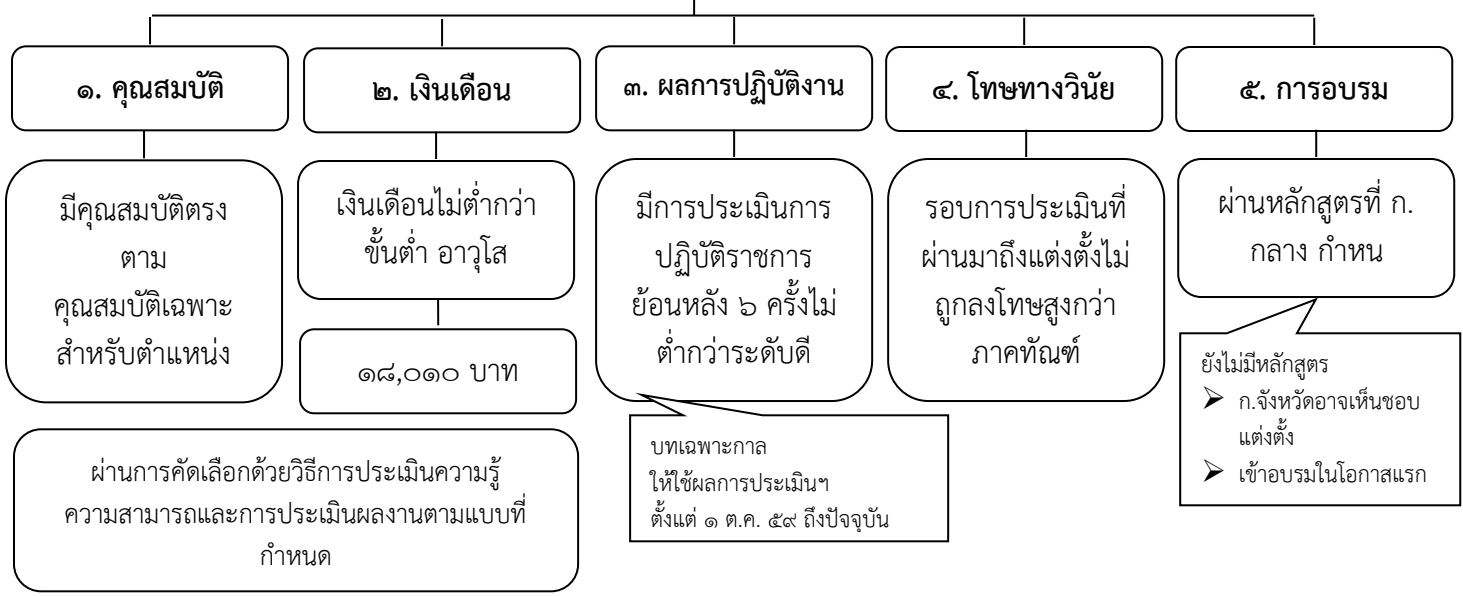 ๑. คุณสมบัติ
มีคุณสมบัติตรง
ตาม
คุณสมบัติเฉพาะ
สำหรับตำแหน่ง
๒. เงินเดือน
เงินเดือนไม่ต่ำกว่า
ขั้นต่ำ อาวุโส
๑๘,๐๑๐ บาท
๓. ผลการปฏิบัติงาน
มีการประเมินการ
ปฏิบัติราชการ
ย้อนหลัง ๖ ครั้งไม่
ต่ำกว่าระดับดี
บทเฉพาะกาล
ให้ใช้ผลการประเมินฯ
ตั้งแต่ ๑ ต.ค. ๕๙ ถึงปัจจุบัน
๔. โทษทางวินัย
รอบการประเมินที่
ผ่านมาถึงแต่งตั้งไม่
ถูกลงโทษสูงกว่า
ภาคทัณฑ์
๕. การอบรม
ผ่านหลักสูตรที่ ก.
กลาง กำหน
ยังไม่มีหลักสูตร
➢ ก.จังหวัดอาจเห็นชอบ
แต่งตั้ง
➢ เข้าอบรมในโอกาสแรก
ผ่านการคัดเลือกด้วยวิธีการประเมินความรู้
ความสามารถและการประเมินผลงานตามแบบที่
กำหนด